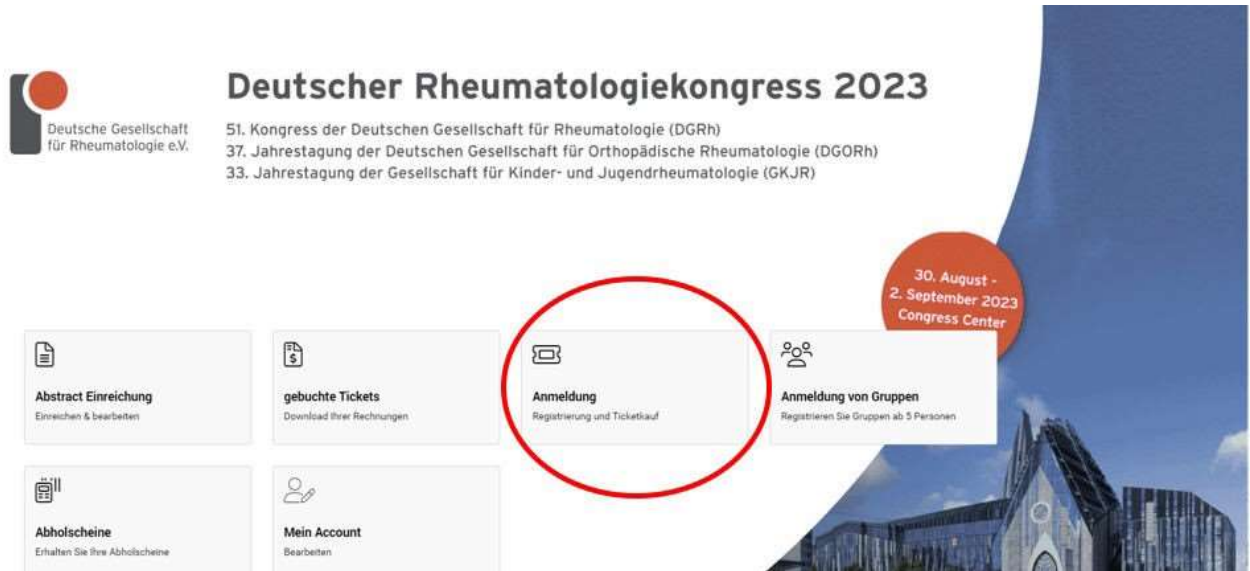 Deutsche Gesellschaft
für Rheumatologie e.V.
Deutscher Rheumatologiekongress 2023
51. Kongress der Deutschen Gesellschaft für Rheumatologie (DGRh)
37. Jahrestagung der Deutschen Gesellschaft für Orthopädische Rheumatologie (DGORh)
33. Jahrestagung der Gesellschaft für Kinder- und Jugendrheumatologie (GKJR)
30. August -
2. September 2023
Congress Center
Abstract Einreichung
Einreichen & bearbeiten
gebuchte Tickets
Download Ihrer Rechnungen
Anmeldung
Registrierung und Ticketkauf
Anmeldung von Gruppen
Registrieren Sie Gruppen ab 5 Personen
Abholscheine
Erhalten Sie Ihre Abholscheine
Mein Account
Bearbeiten